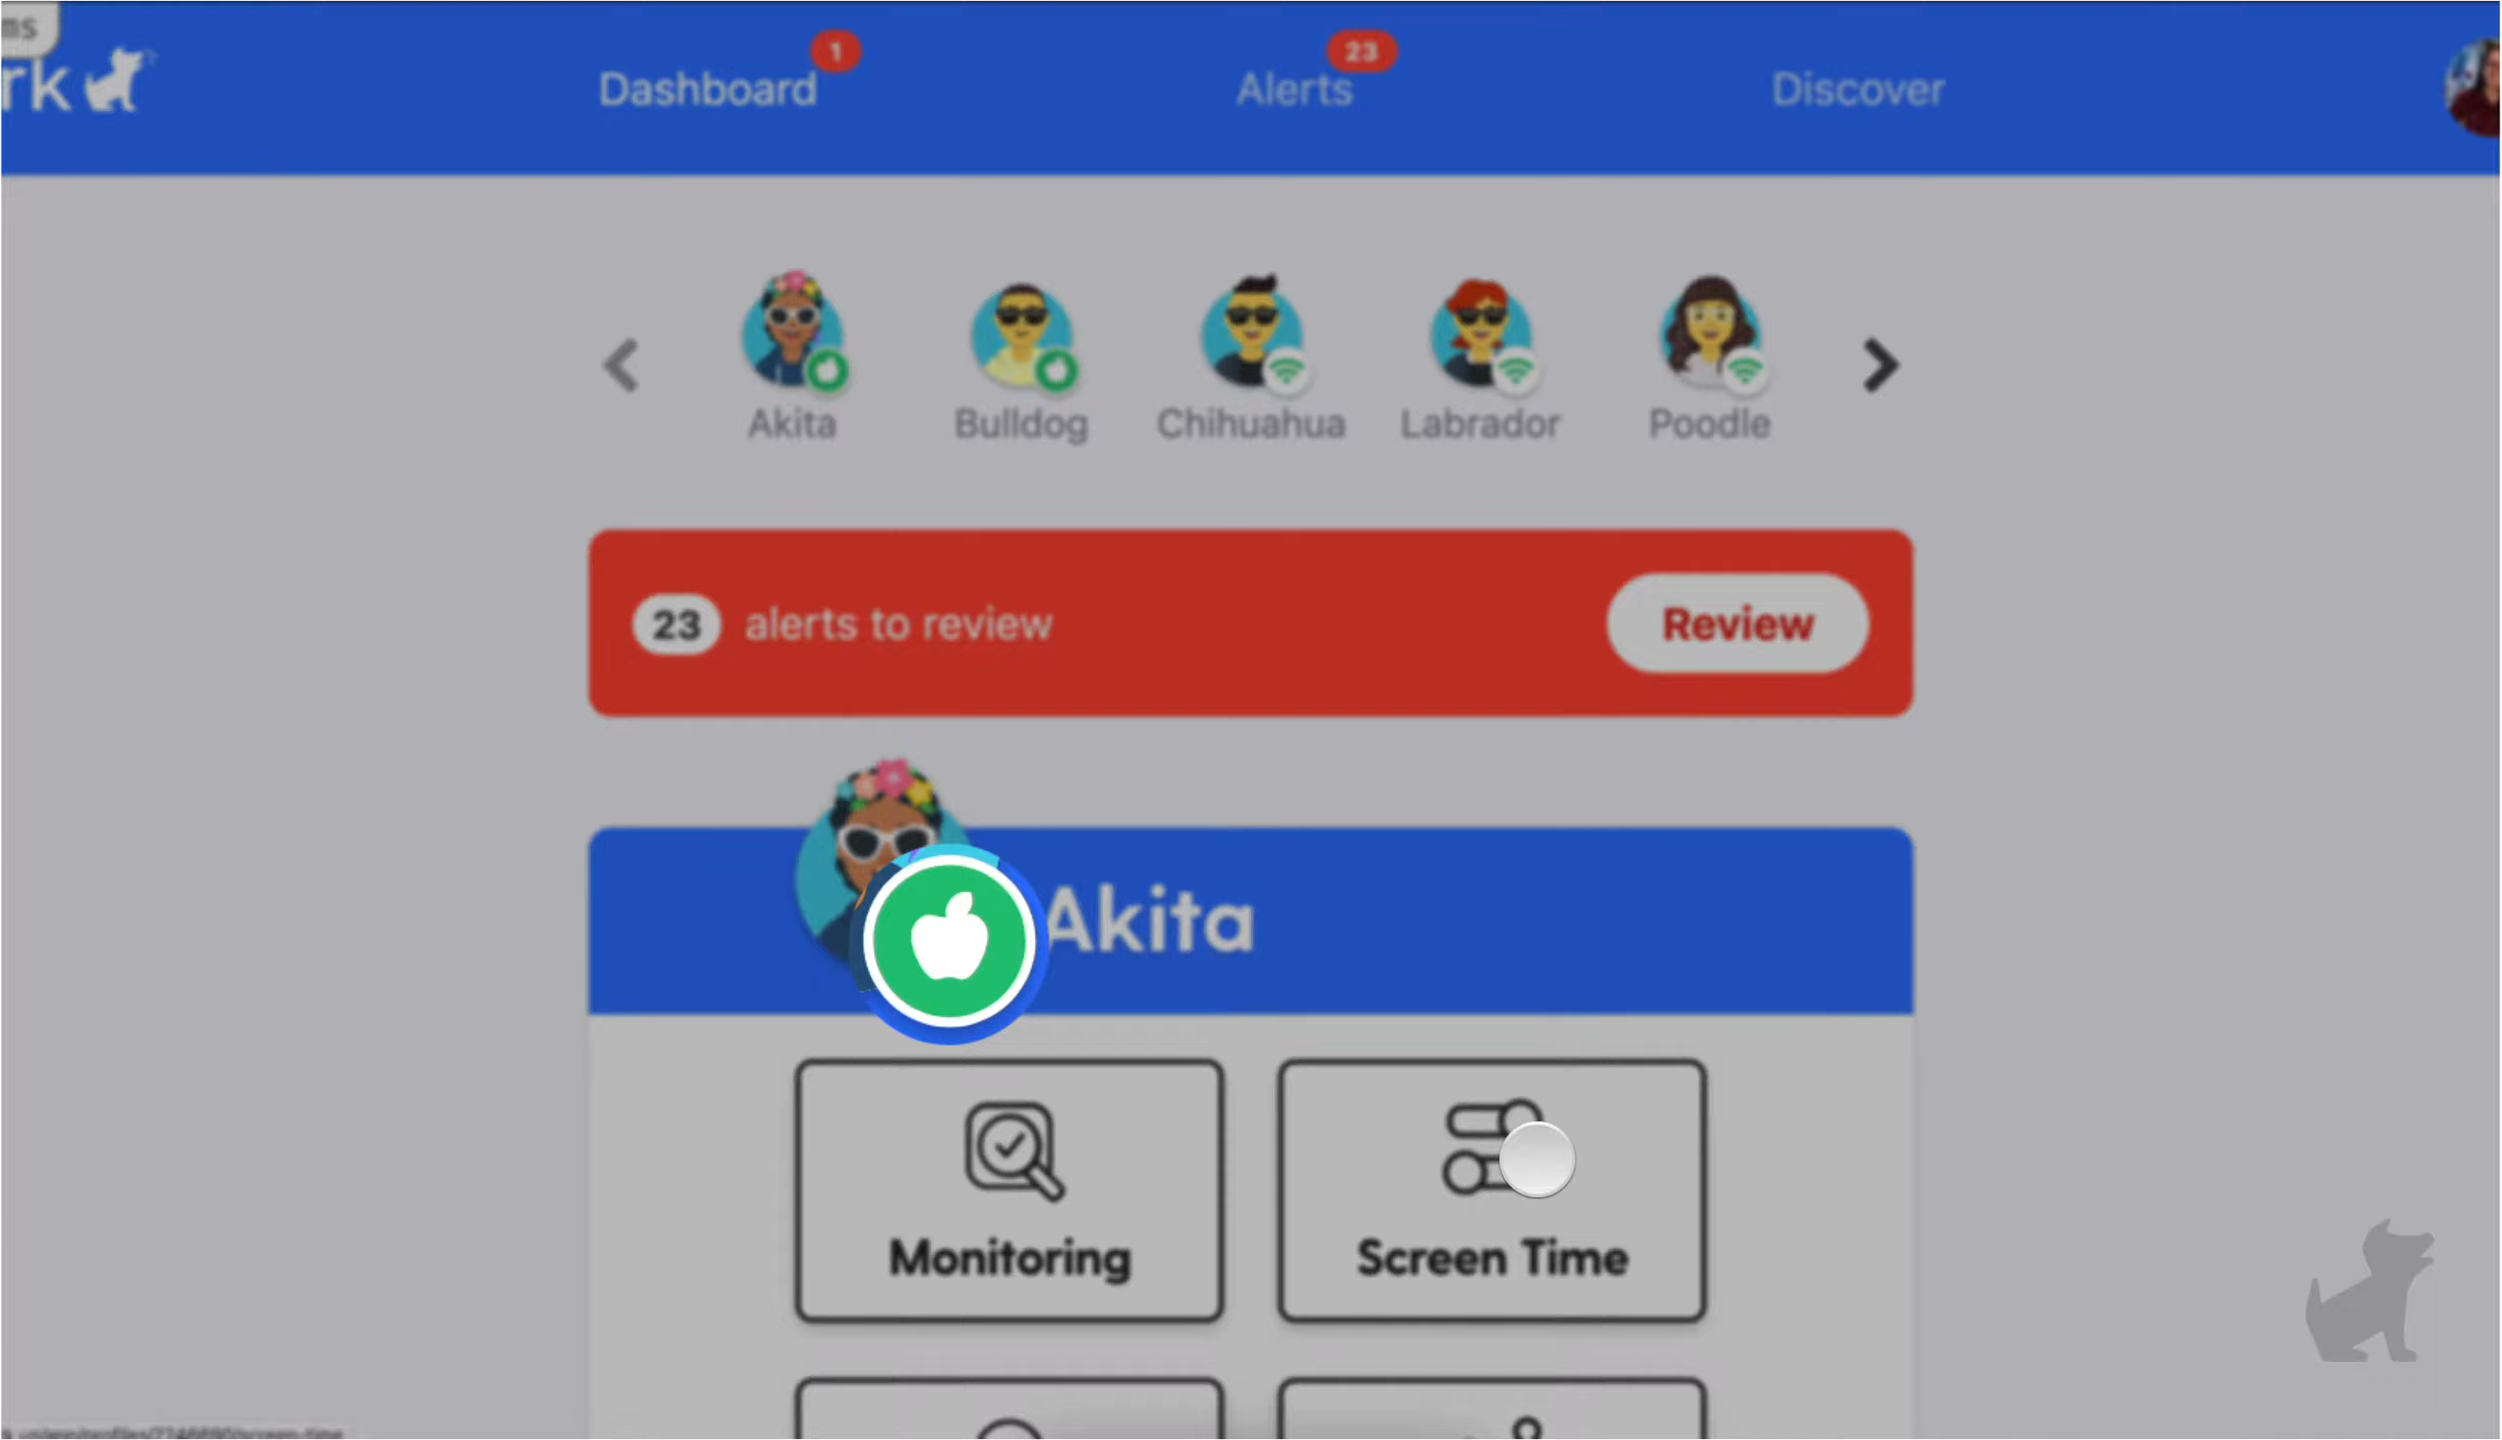 ms
rk
Dashboard
1
Alerts
23
Discover
Akita
Bulldog
Chihuahua
Labrador
Poodle
23 alerts to review
Review
Akita
Monitoring
Screen Time